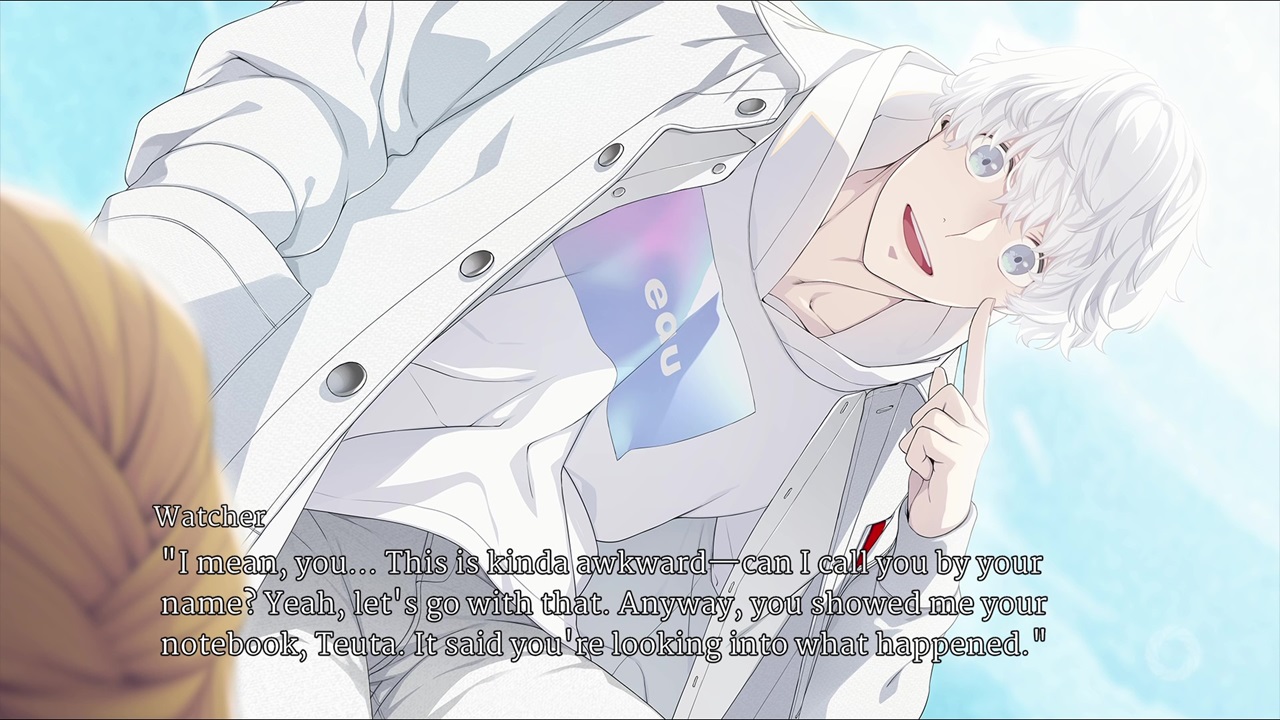 eau
Watcher
"I mean, you... This is kinda awkward—can I call you by your
name? Yeah, let's go with that. Anyway, you showed me your
notebook, Teuta. It said you're looking into what happened."